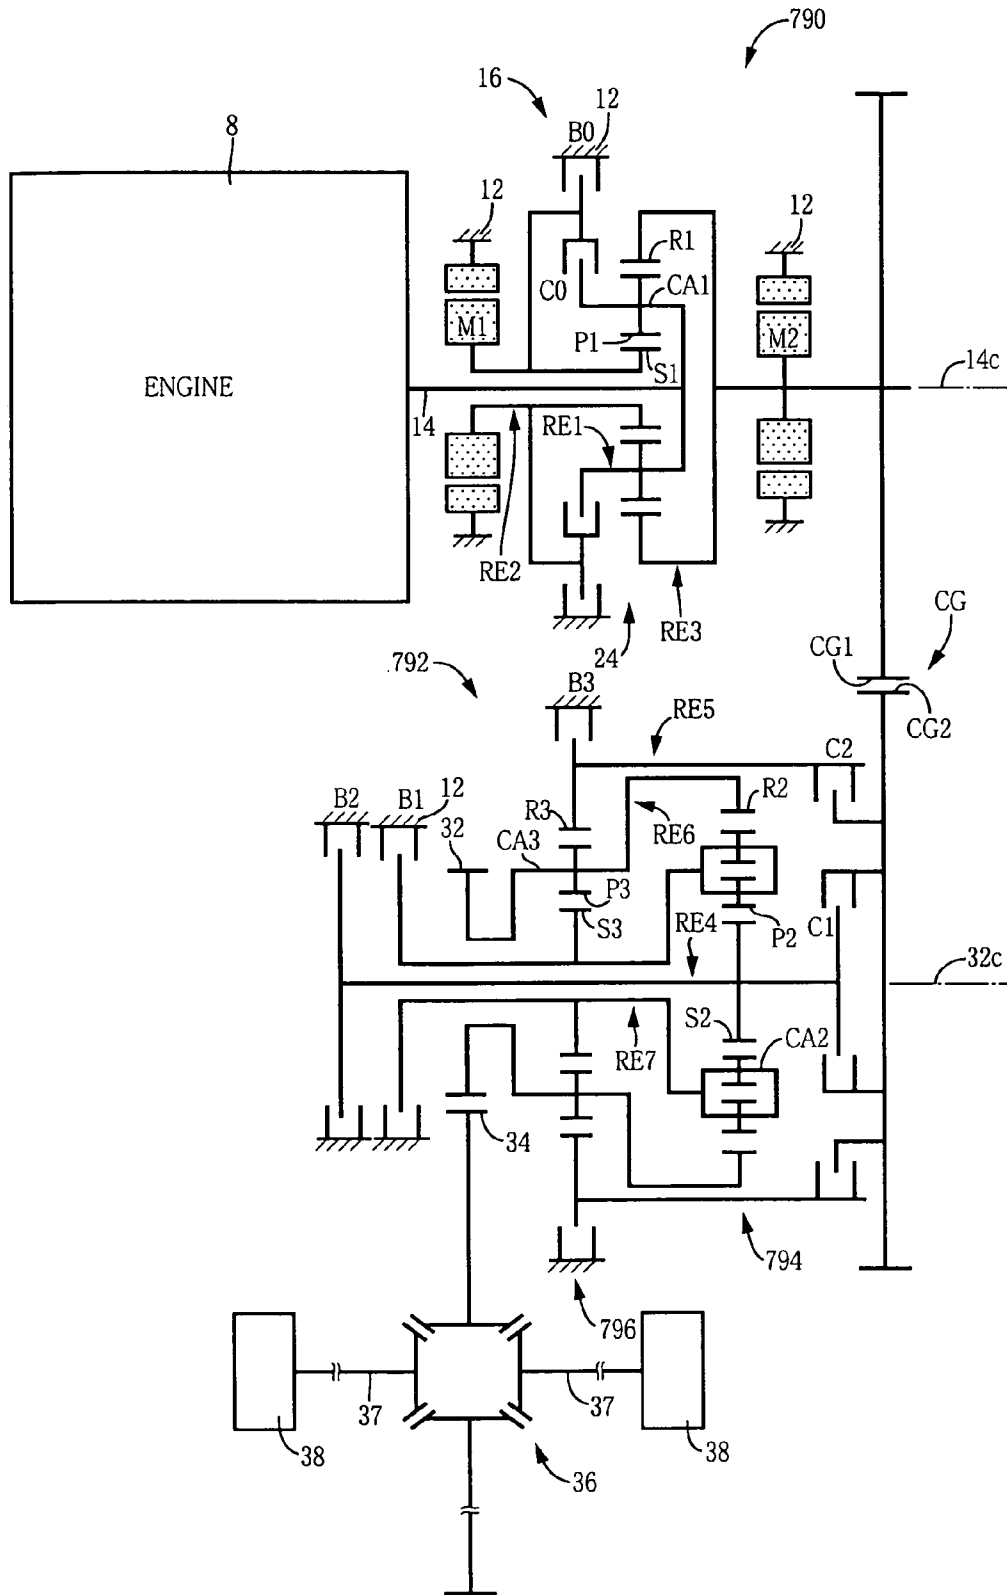 790
16
12
B0
8
12
12
R1
C0
CA1
M1
P1
M2
S1
14c
ENGINE
14
RE1
RE2
RE3
CG
24
CG1
.792
B3
RE5
CG2
C2
B2
B1
12
R3
R2
32
CA3
RE6
P3
S3
RE4
P2
C1
32c
S2
CA2
RE7
34
794
796
37
37
38
38
36